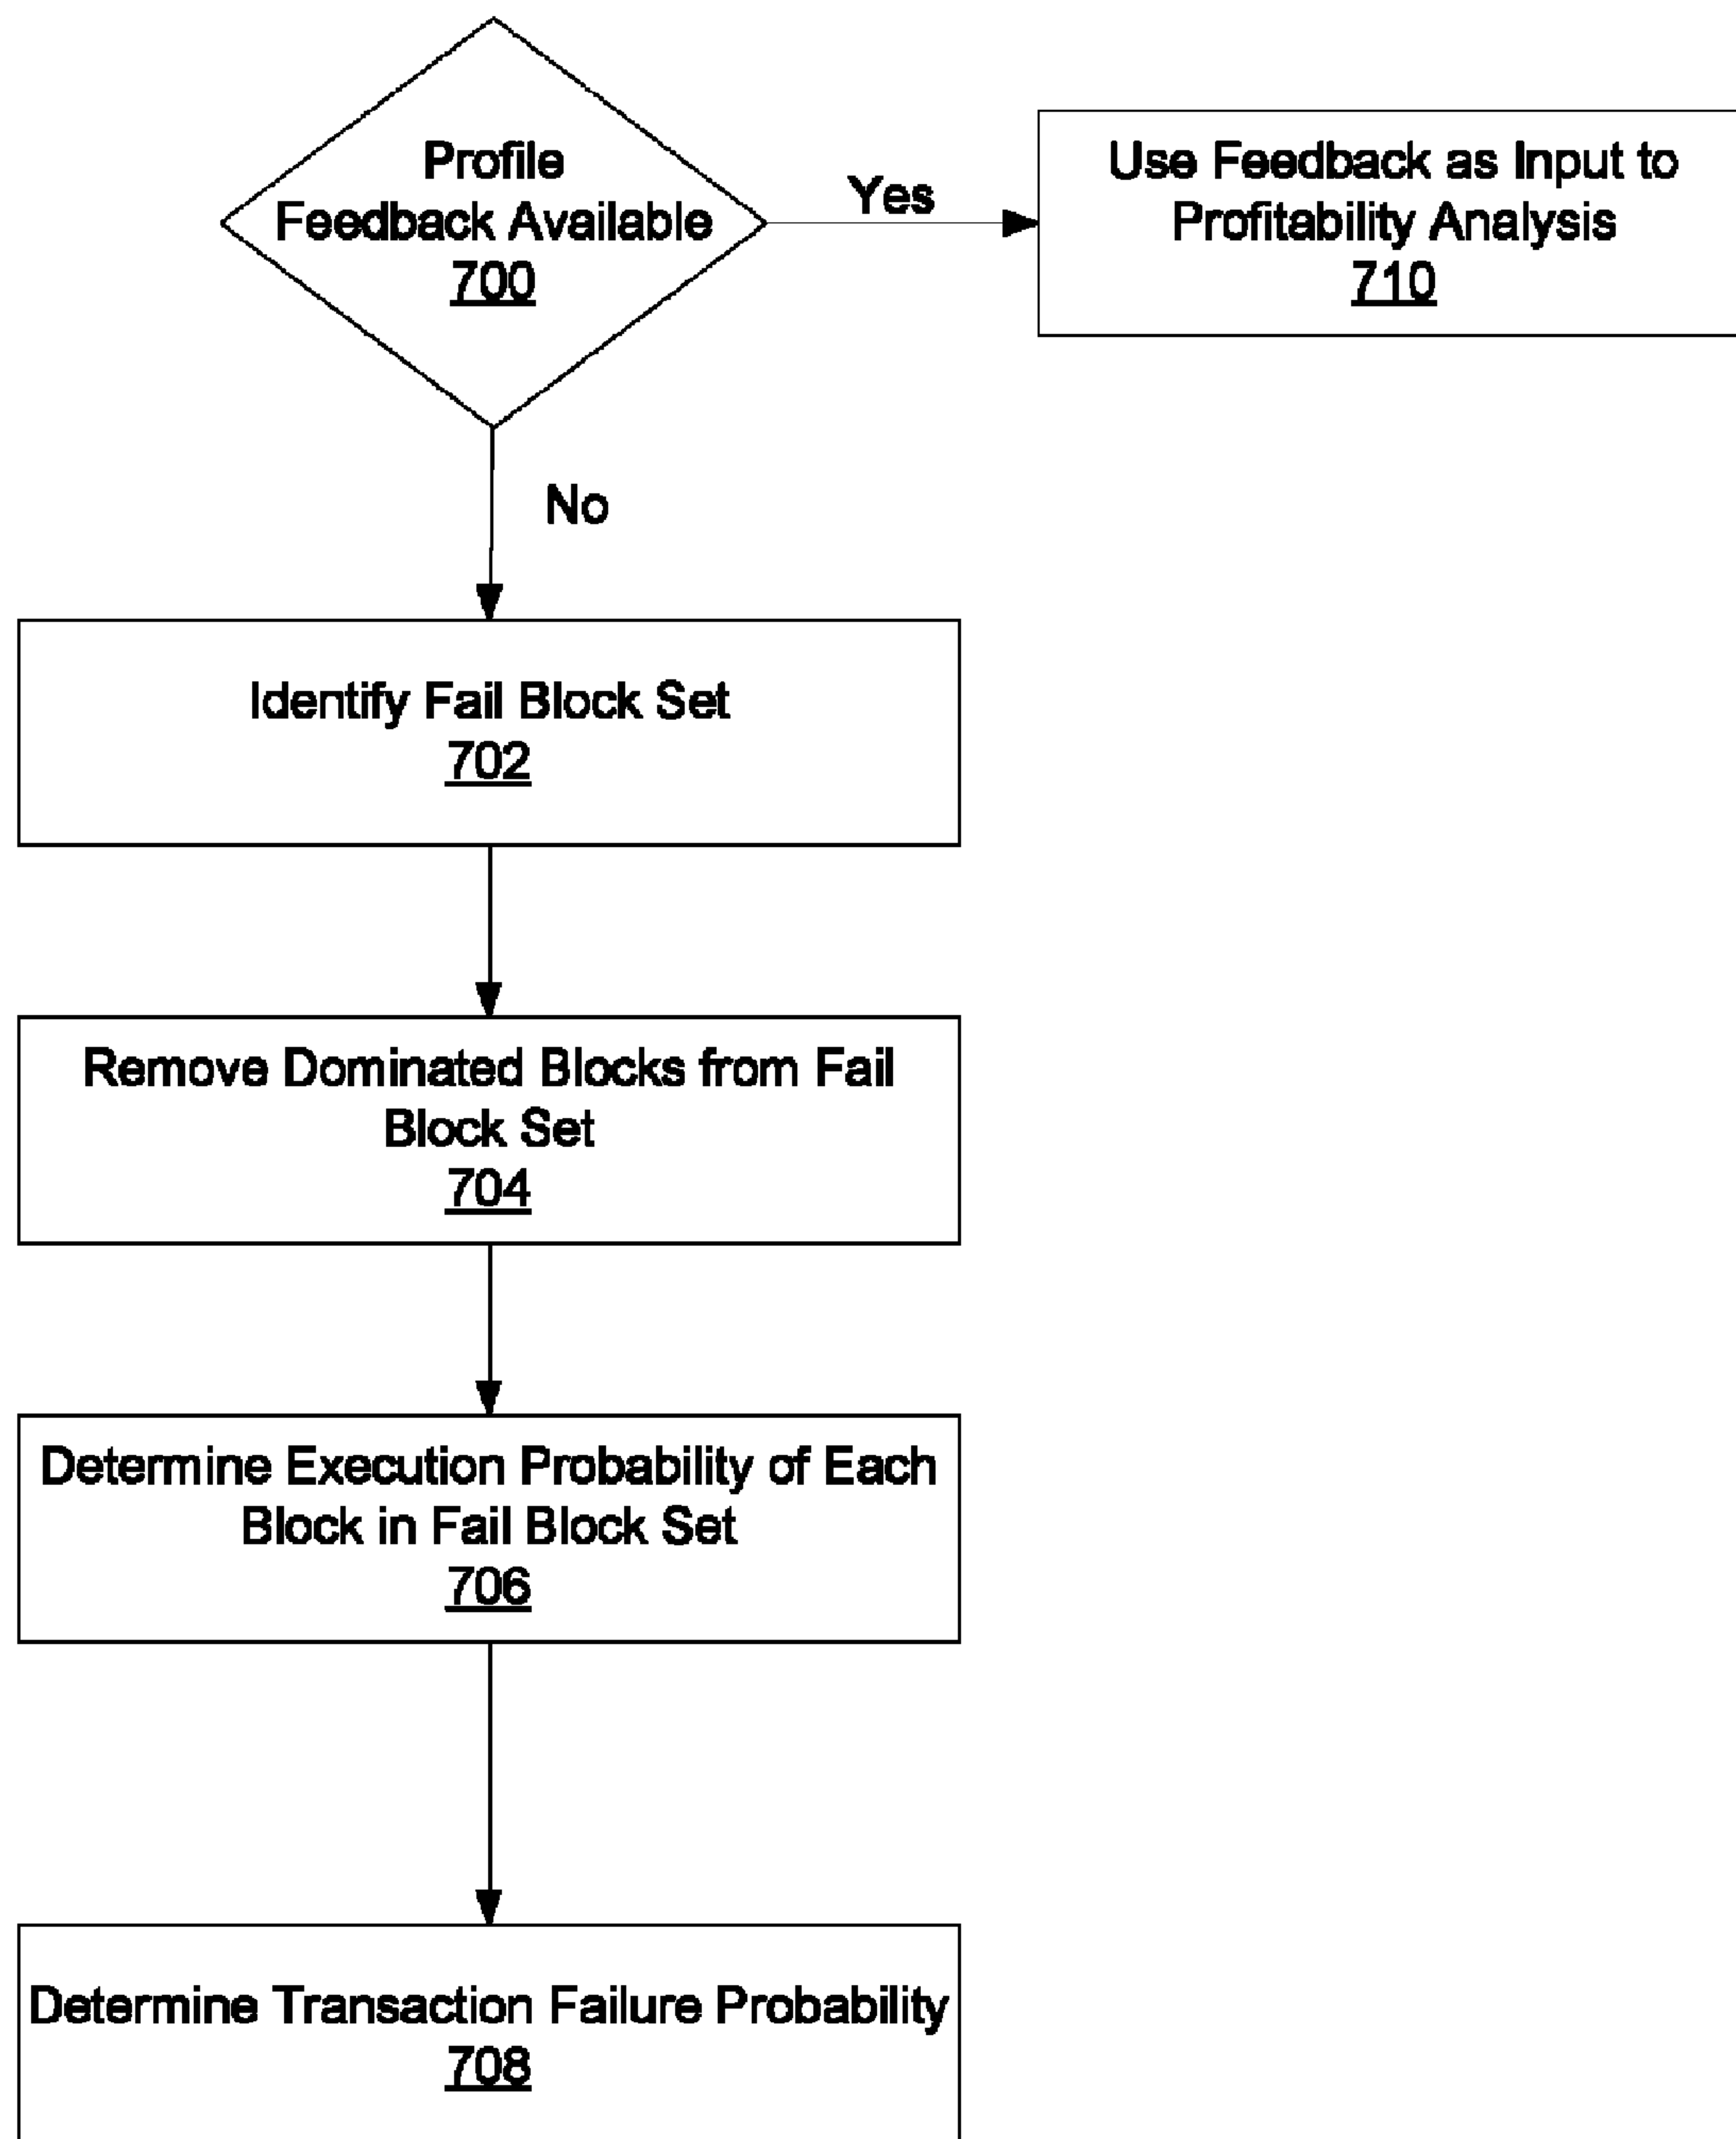 Profile
Feedback Available
700
Yes
Use Feedback as Input to
Profitability Analysis
710
No
Identify Fail Block Set
702
Remove Dominated Blocks from Fail
Block Set
704
Determine Execution Probability of Each
Block in Fail Block Set
706
Determine Transaction Failure Probability
708